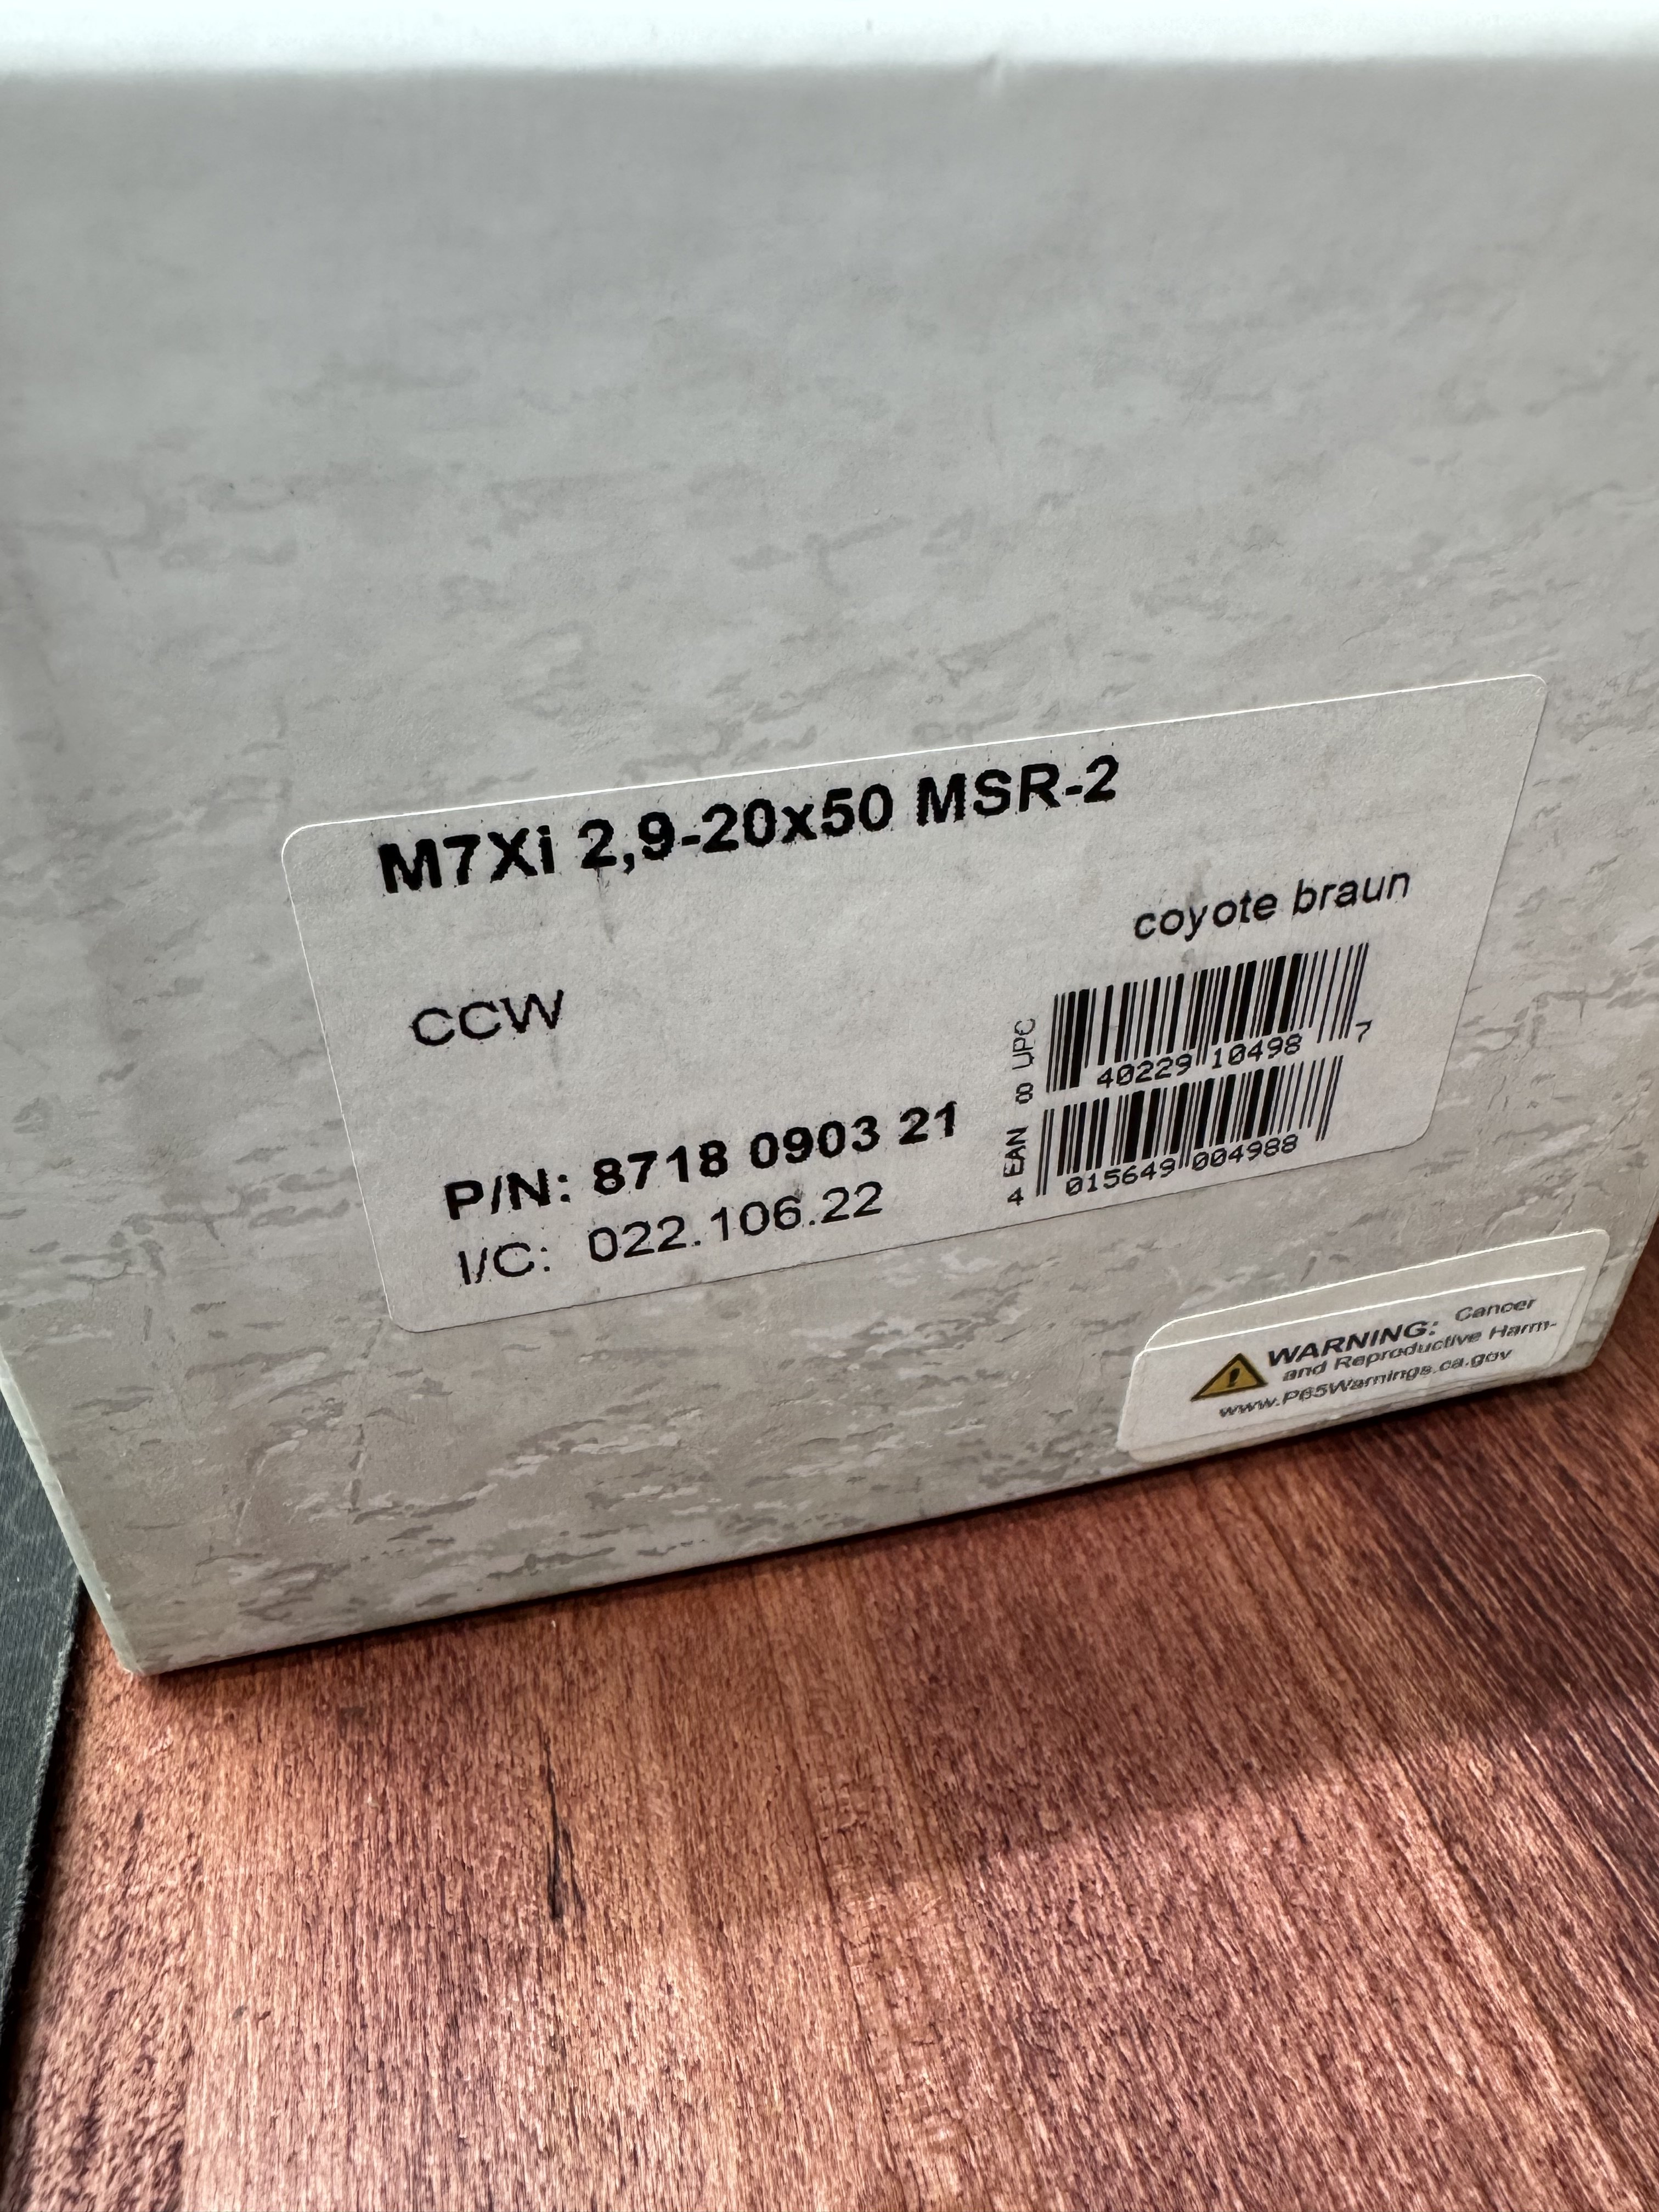 M7Xi 2,9-20x50 MSR-2
coyote braun
CCW
8 UPC
40229 10498 7
P/N: 8718 0903 21
I/C: 022.106.22
4 EAN
015649 004988
WARNING: Cancer
and Reproductive Harm-
www.P65Warnings.ca.gov